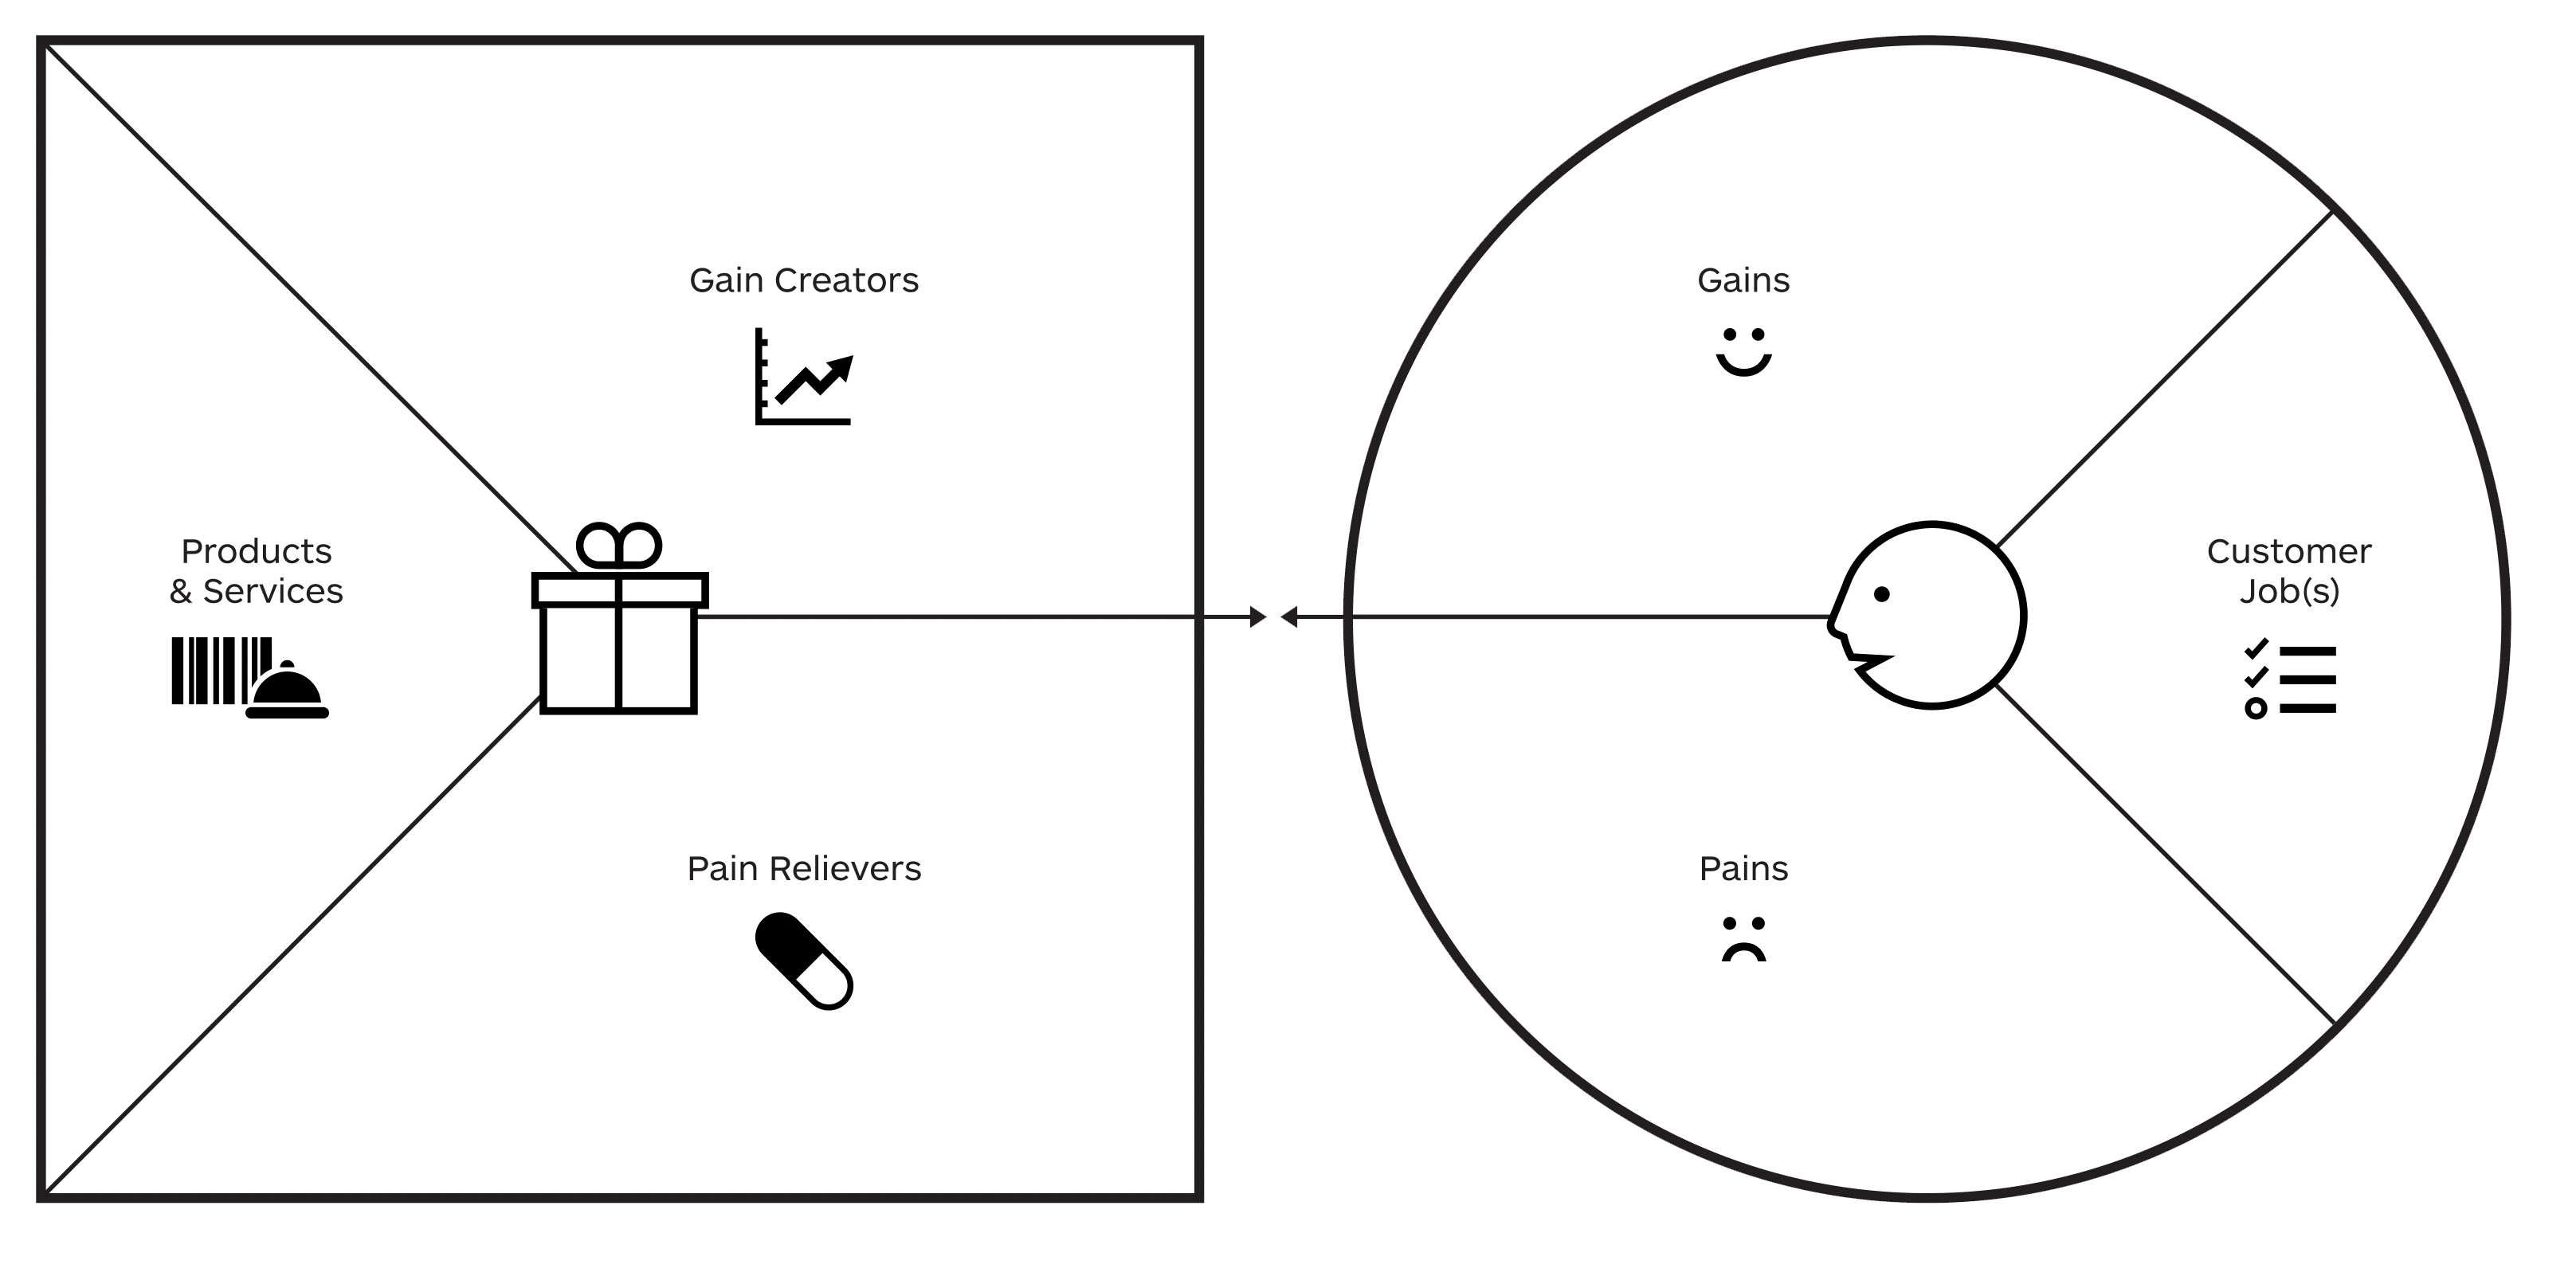 Gain Creators
Products
& Services
Pain Relievers
Gains
Customer
Job(s)
Pains